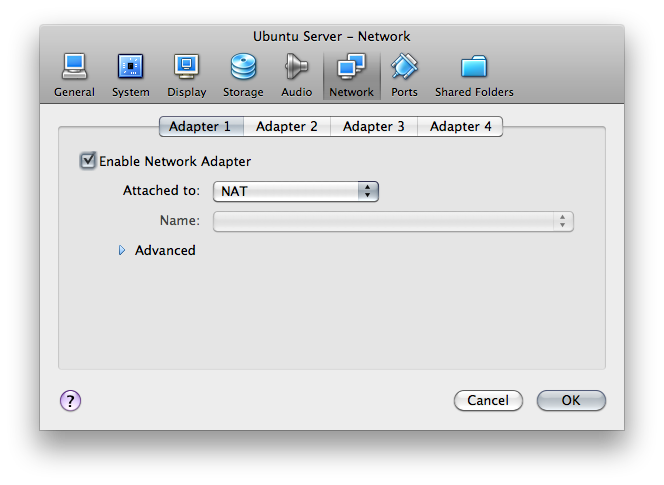 Ubuntu Server – Network
General System Display Storage Audio Network Ports Shared Folders
Adapter 1 Adapter 2 Adapter 3 Adapter 4
Enable Network Adapter
Attached to: NAT
Name:
Advanced
? Cancel OK